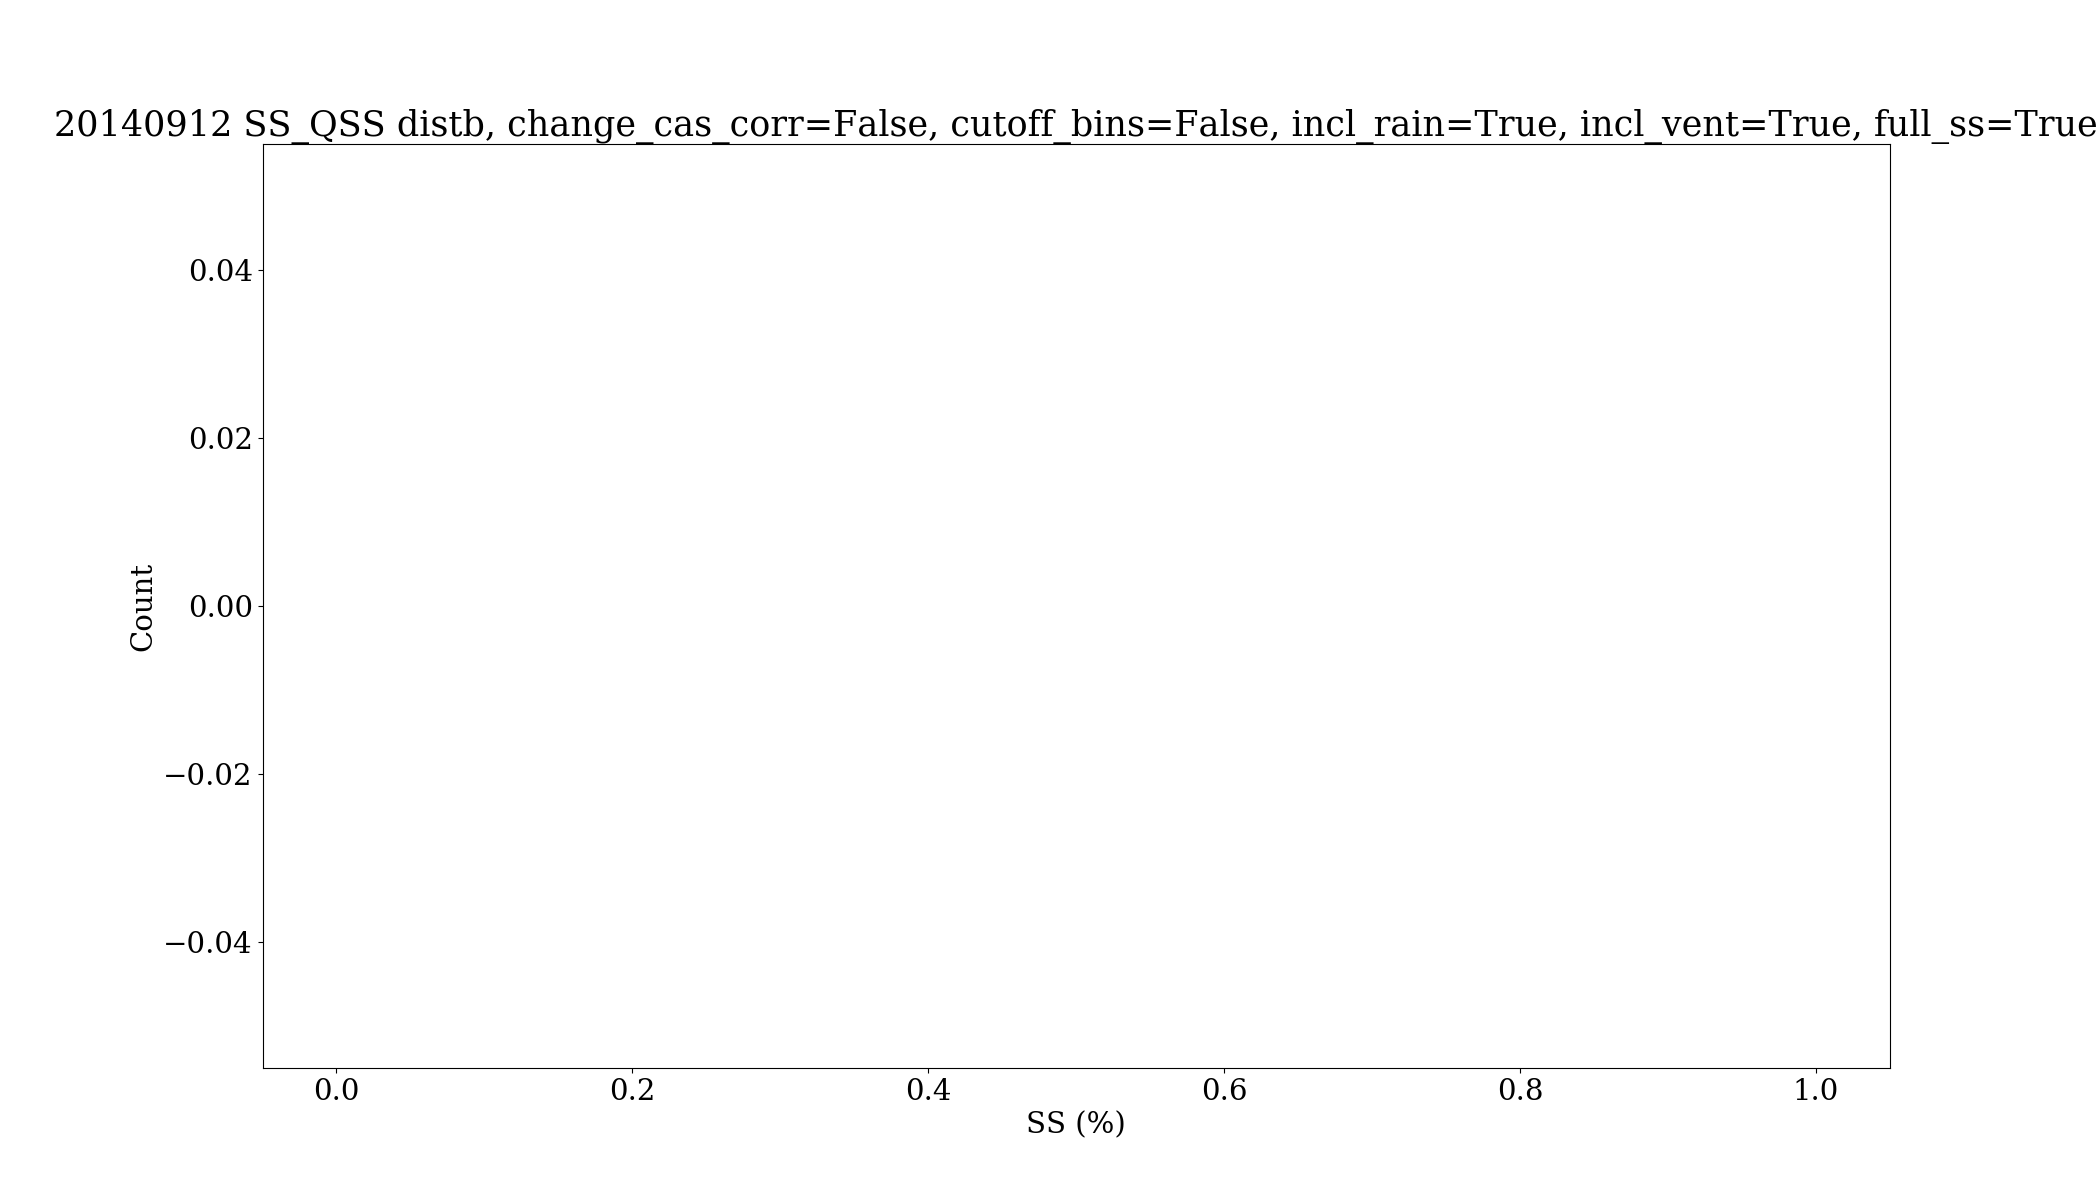 20140912 SS_QSS distb, change_cas_corr=False, cutoff_bins=False, incl_rain=True, incl_vent=True, full_ss=True
0.04
0.02
0.00
−0.02
−0.04
Count
0.0 0.2 0.4 0.6 0.8 1.0
SS (%)